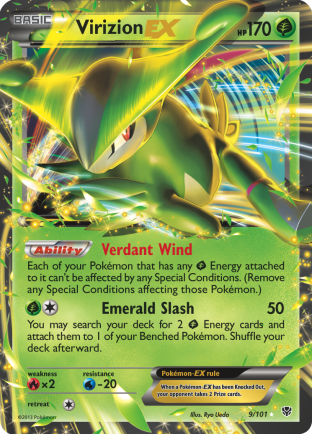 BASIC
Virizion EX
HP 170
Ability Verdant Wind
Each of your Pokémon that has any Energy attached
to it can't be affected by any Special Conditions. (Remove
any Special Conditions affecting those Pokémon.)
Emerald Slash 50
You may search your deck for 2 Energy cards and
attach them to 1 of your Benched Pokémon. Shuffle your
deck afterward.
weakness
×2
resistance
-20
retreat
Pokémon-EX rule
When a Pokémon-EX has been Knocked Out,
your opponent takes 2 Prize cards.
©2013 Pokémon
Illus. Ryo Ueda
9/101